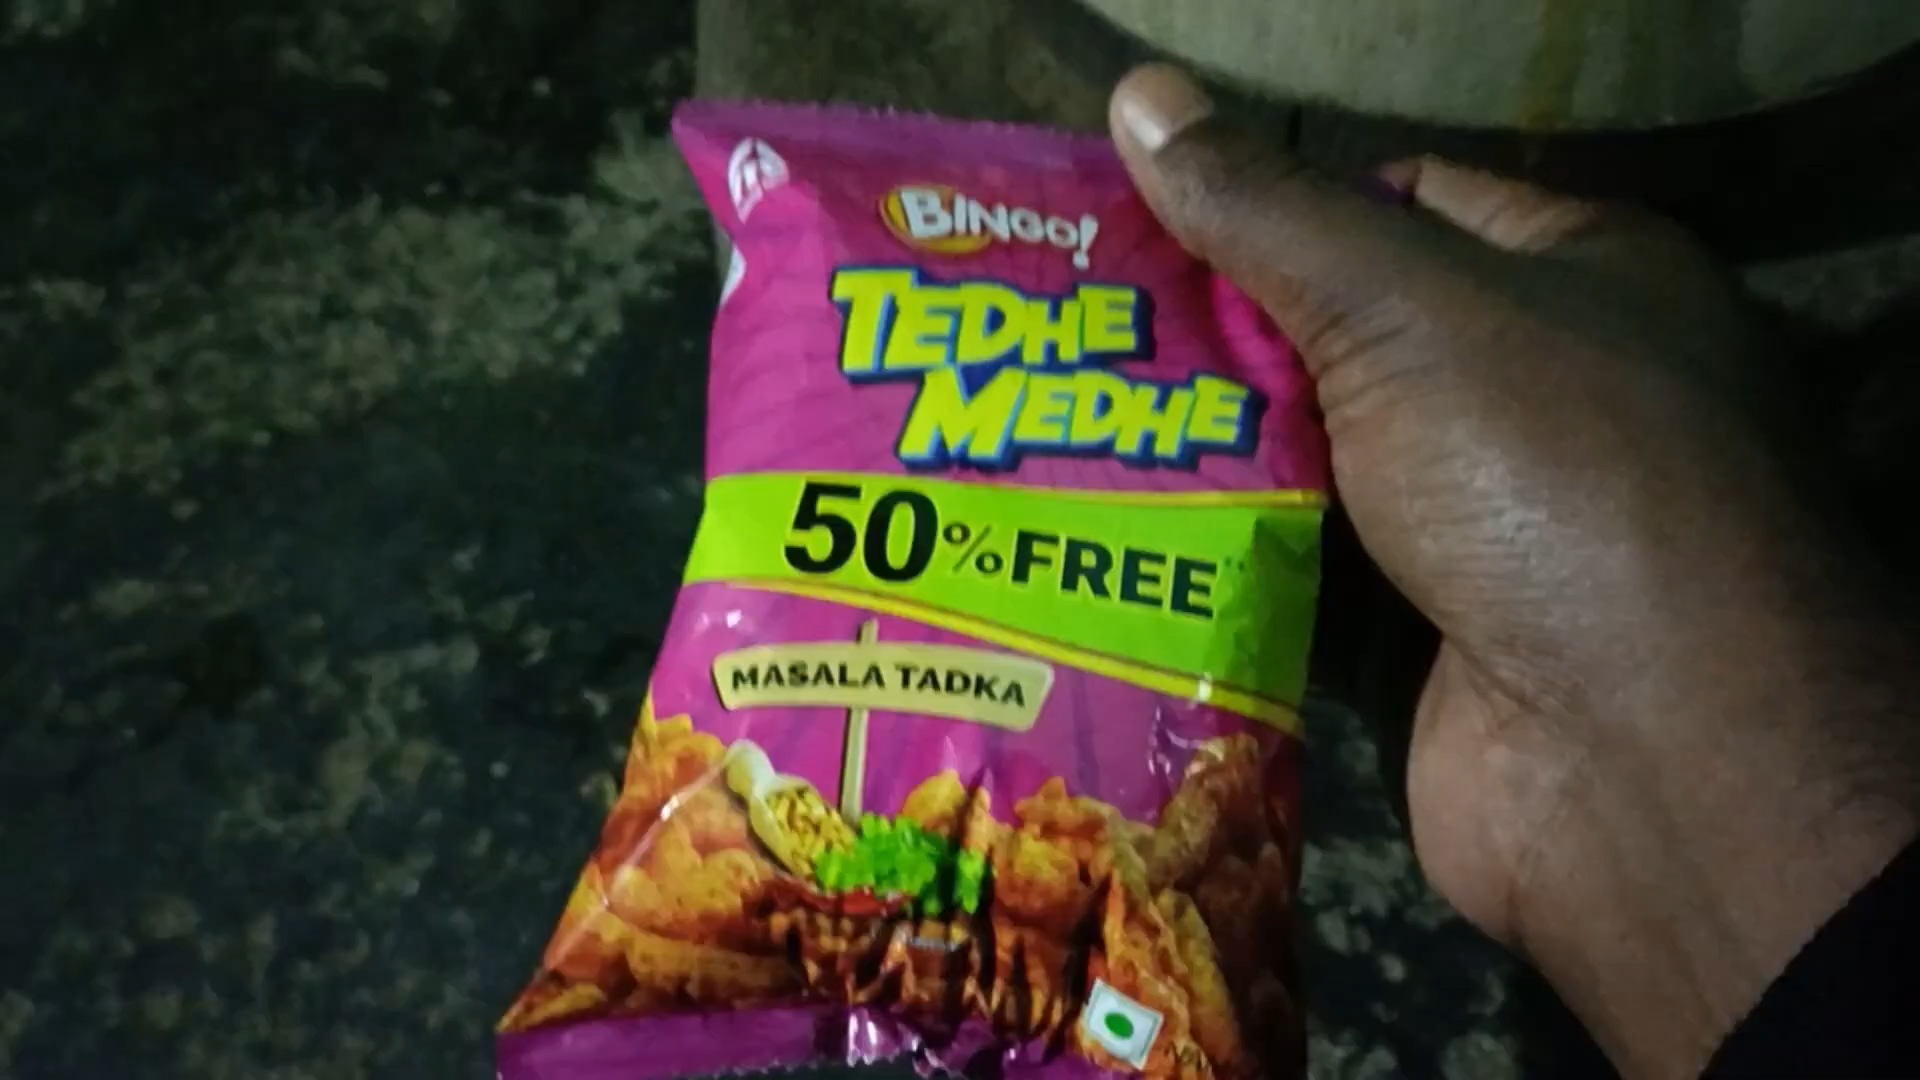 BINGO!
TEDHE
MEDHE
50% FREE
MASALA TADKA